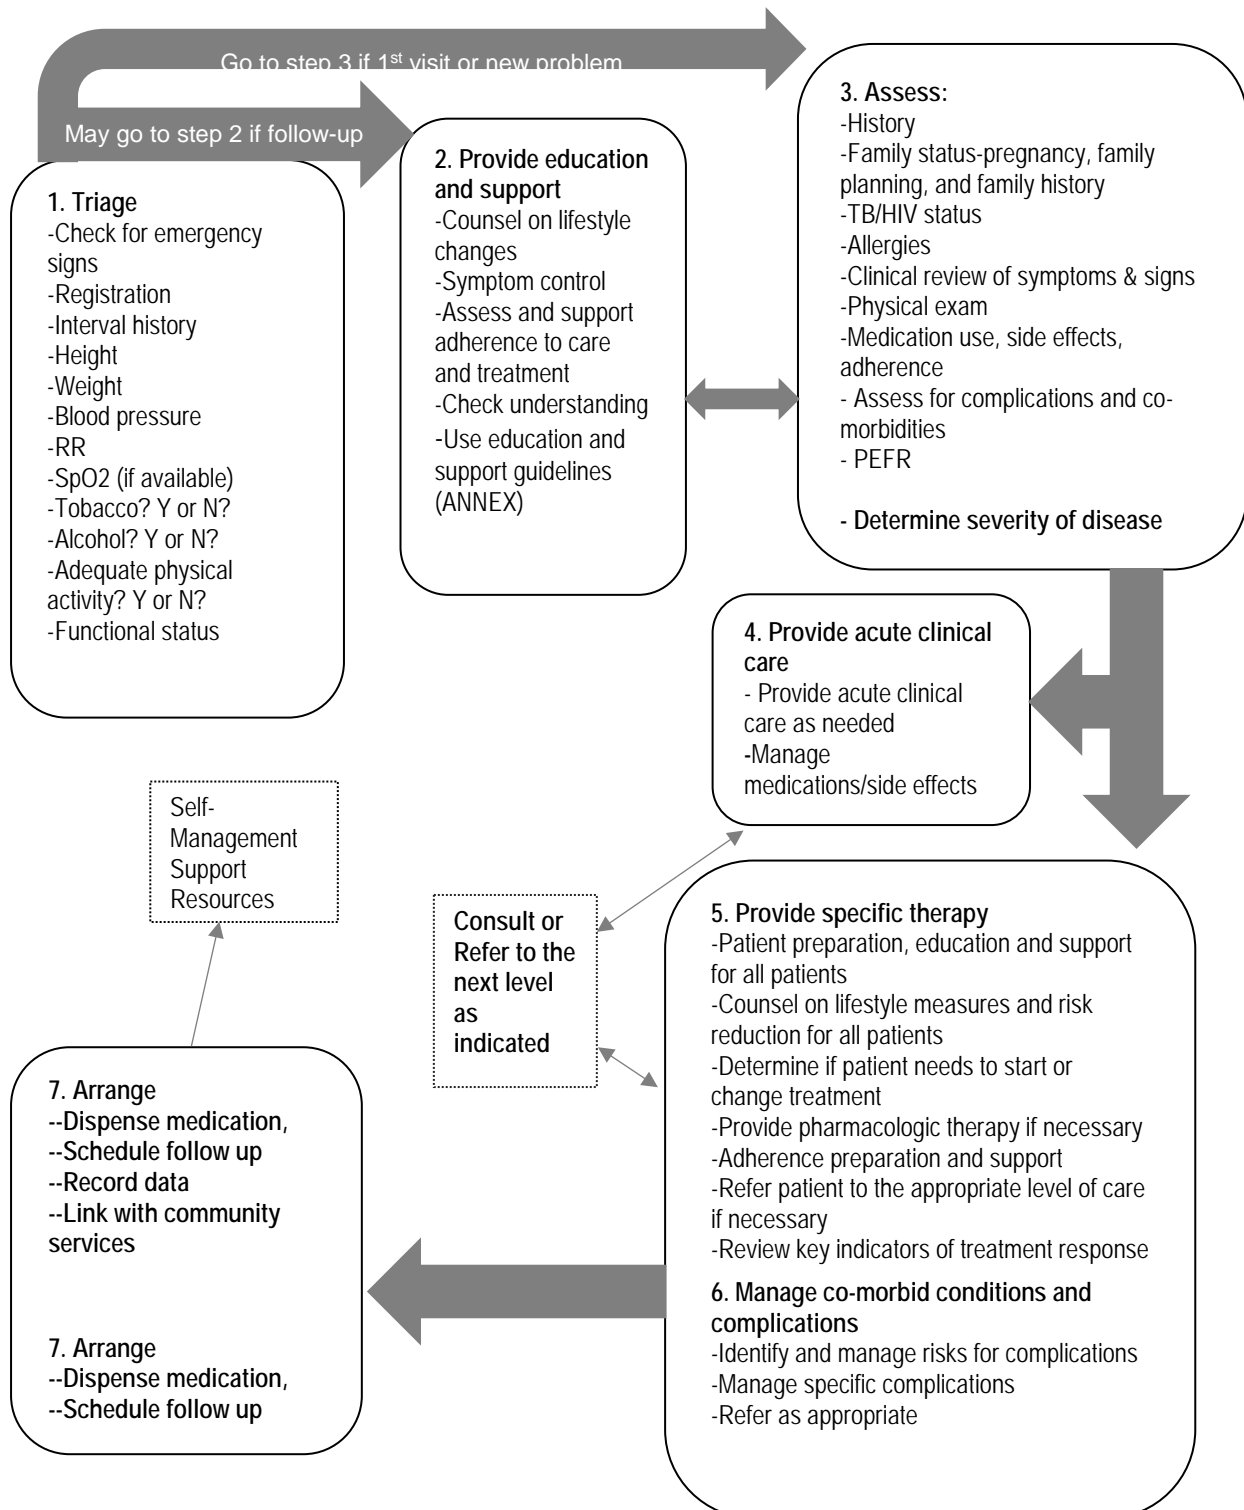 Go to step 3 if 1st visit or new problem
May go to step 2 if follow-up
1. Triage
-Check for emergency
signs
-Registration
-Interval history
-Height
-Weight
-Blood pressure
-RR
-SpO2 (if available)
-Tobacco? Y or N?
-Alcohol? Y or N?
-Adequate physical
activity? Y or N?
-Functional status
2. Provide education
and support
-Counsel on lifestyle
changes
-Symptom control
-Assess and support
adherence to care
and treatment
-Check understanding
-Use education and
support guidelines
(ANNEX)
3. Assess:
-History
-Family status-pregnancy, family
planning, and family history
-TB/HIV status
-Allergies
-Clinical review of symptoms & signs
-Physical exam
-Medication use, side effects,
adherence
- Assess for complications and co-
morbidities
- PEFR
- Determine severity of disease
4. Provide acute clinical
care
- Provide acute clinical
care as needed
-Manage
medications/side effects
Self-
Management
Support
Resources
Consult or
Refer to the
next level
as
indicated
5. Provide specific therapy
-Patient preparation, education and support
for all patients
-Counsel on lifestyle measures and risk
reduction for all patients
-Determine if patient needs to start or
change treatment
-Provide pharmacologic therapy if necessary
-Adherence preparation and support
-Refer patient to the appropriate level of care
if necessary
-Review key indicators of treatment response
6. Manage co-morbid conditions and
complications
-Identify and manage risks for complications
-Manage specific complications
-Refer as appropriate
7. Arrange
--Dispense medication,
--Schedule follow up
--Record data
--Link with community
services
7. Arrange
--Dispense medication,
--Schedule follow up